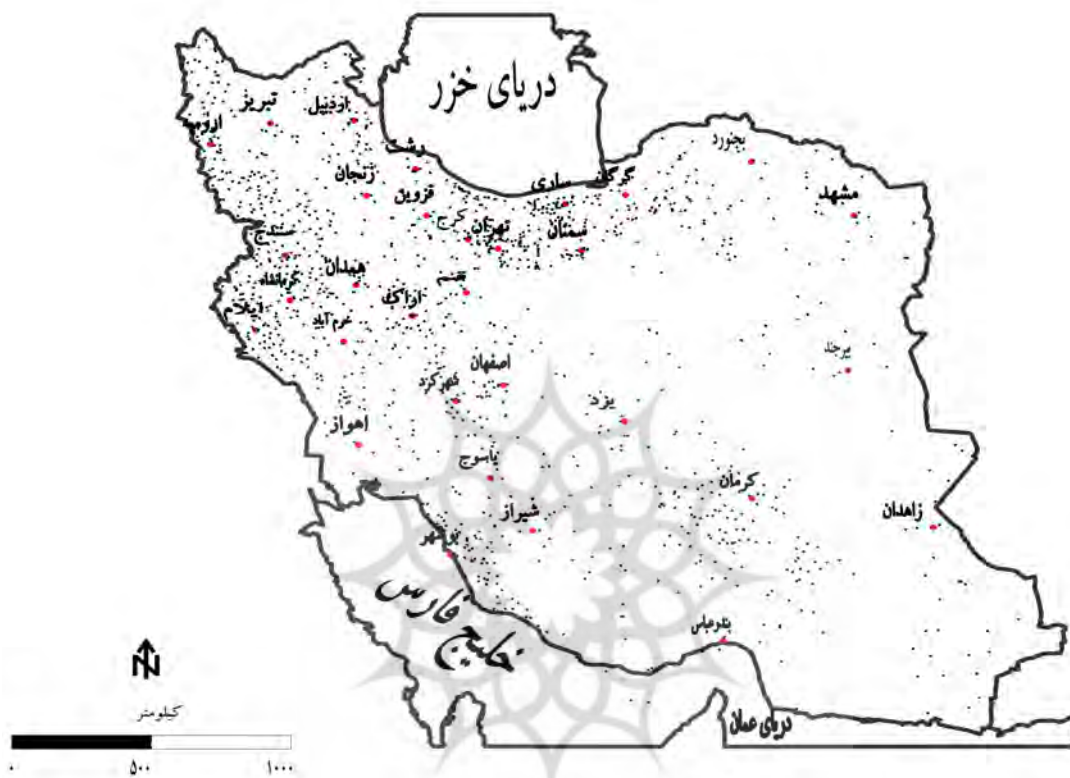 دریای خزر
تبریز
اردبیل
ارومیه
رشت
بجنورد
زنجان
ساری
گرگان
مشهد
قزوین
کرج
تهران
سمنان
سنندج
همدان
قم
کرمانشاه
اراک
ایلام
خرم‌آباد
بیرجند
اصفهان
شهرکرد
یزد
اهواز
یاسوج
کرمان
شیراز
زاهدان
بوشهر
خلیج فارس
بندرعباس
N
کیلومتر
دریای عمان
۰ ۵۰۰ ۱۰۰۰